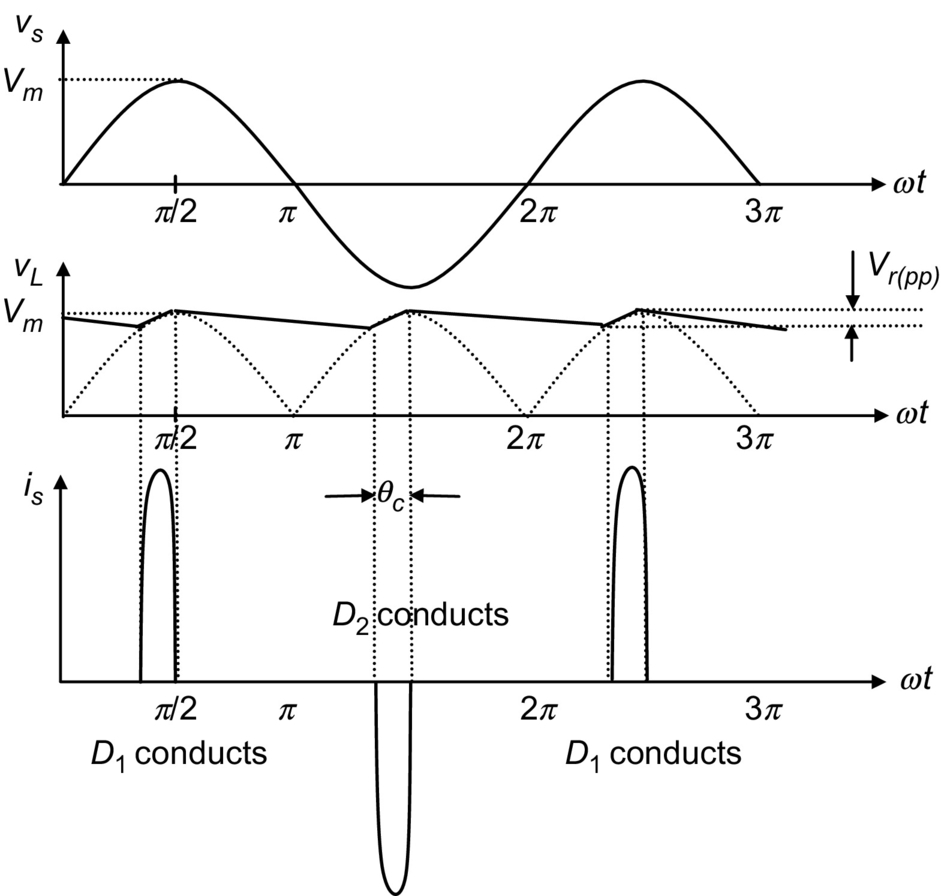 v_s
V_m
ωt
π/2 π 2π 3π
v_L
V_r(pp)
V_m
ωt
π/2 π 2π 3π
i_s
θ_c
D_2 conducts
ωt
π/2 π 2π 3π
D_1 conducts D_1 conducts